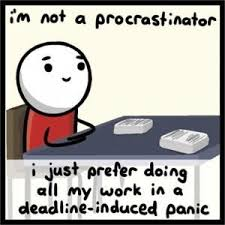 i'm not a procrastinator
i just prefer doing
all my work in a
deadline-induced panic